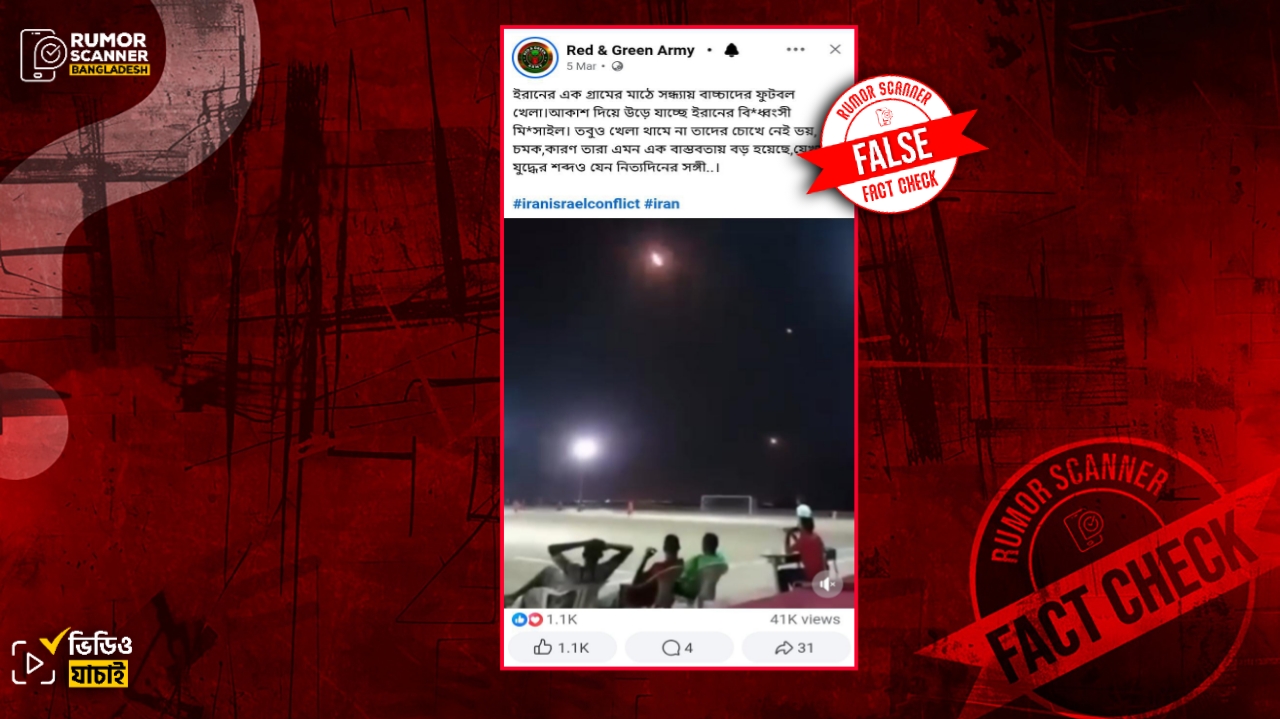 RUMOR
SCANNER
BANGLADESH
Red & Green Army
5 Mar
ইরানের এক গ্রামের মাঠে সন্ধ্যায় বাচ্চাদের ফুটবল
খেলা।আকাশ দিয়ে উড়ে যাচ্ছে ইরানের বি*ধ্বংসী
মি*সাইল। তবুও খেলা থামে না তাদের চোখে নেই ভয়,
চমক,কারণ তারা এমন এক বাস্তবতায় বড় হয়েছে,
যুদ্ধের শব্দও যেন নিত্যদিনের সঙ্গী..।
#iranisraelconflict #iran
RUMOR SCANNER
FALSE
FACT CHECK
1.1K
41K views
1.1K
4
31
ভিডিও
যাচাই
RUMOR SCANNER
FACT CHECK